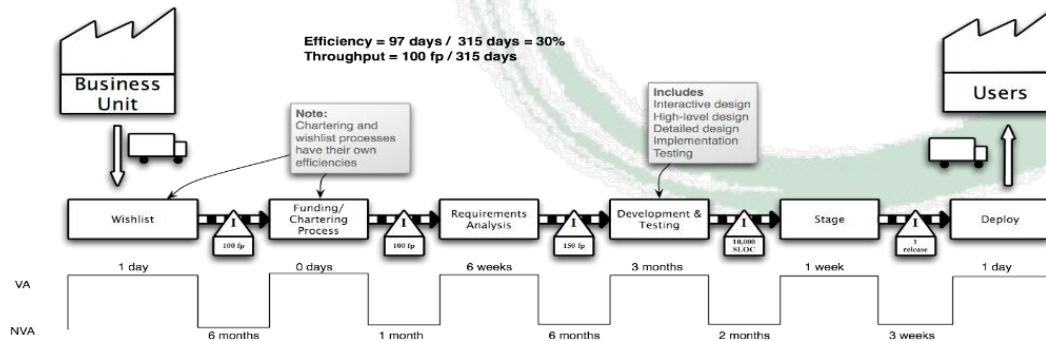 Efficiency = 97 days / 315 days = 30%
Throughput = 100 fp / 315 days
Business
Unit
Users
Note:
Chartering and
wishlist processes
have their own
efficiencies
Includes
Interactive design
High-level design
Detailed design
Implementation
Testing
Wishlist
I
100 fp
Funding/
Chartering
Process
I
100 fp
Requirements
Analysis
I
150 fp
Development &
Testing
I
10,000
SLOC
Stage
I
1
release
Deploy
VA
1 day
0 days
6 weeks
3 months
1 week
1 day
NVA
6 months
1 month
6 months
2 months
3 weeks